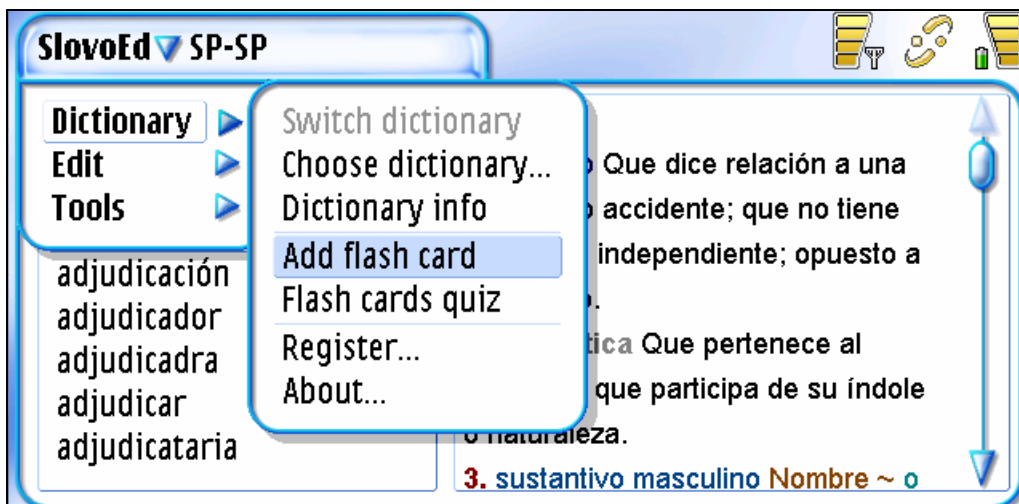 SlovoEd SP-SP
Dictionary
Edit
Tools
Switch dictionary
Choose dictionary...
Dictionary info
Add flash card
Flash cards quiz
Register...
About...
adjudicación
adjudicador
adjudicadra
adjudicar
adjudicataria
Que dice relación a una
accidente; que no tiene
independiente; opuesto a
Que pertenece al
que participa de su índole
o naturaleza.
3. sustantivo masculino Nombre ~ o